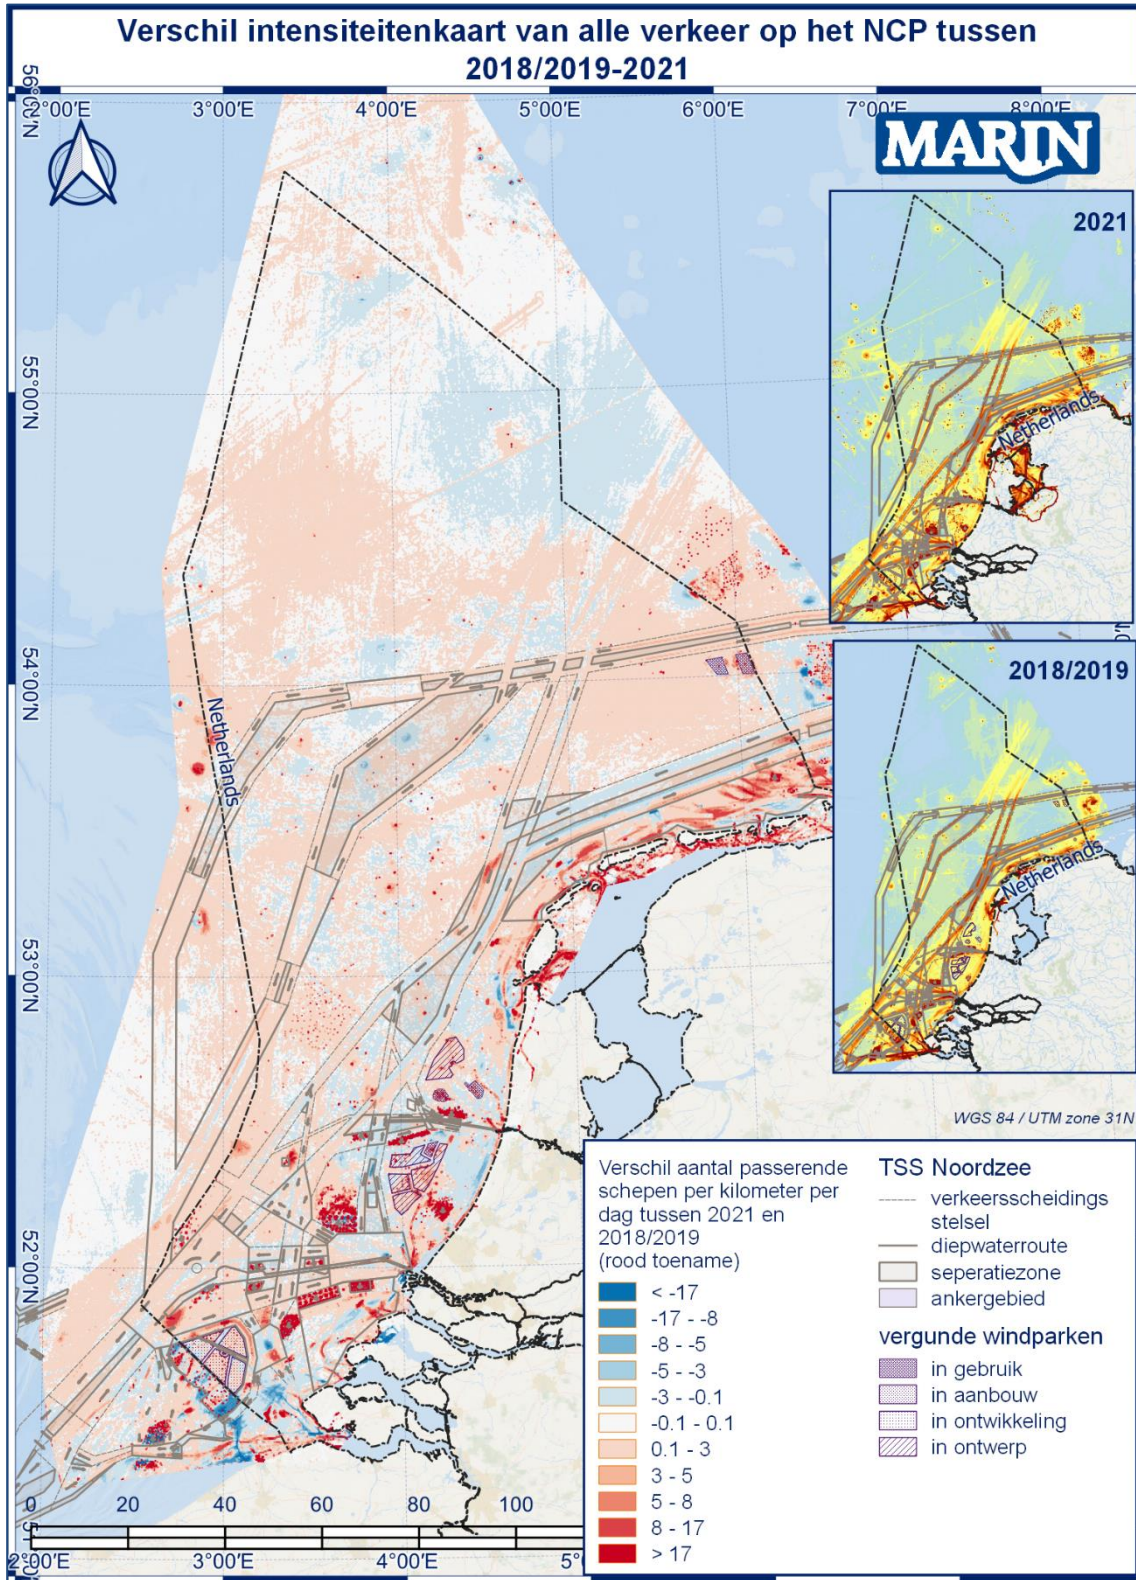 Verschil intensiteitenkaart van alle verkeer op het NCP tussen
2018/2019-2021
56°00'N
2°00'E
3°00'E
4°00'E
5°00'E
6°00'E
7°00'E
8°00'E
MARIN
2021
Netherlands
55°00'N
54°00'N
2018/2019
Netherlands
Netherlands
53°00'N
WGS 84 / UTM zone 31N
52°00'N
Verschil aantal passerende
schepen per kilometer per
dag tussen 2021 en
2018/2019
(rood toename)
< -17
-17 - -8
-8 - -5
-5 - -3
-3 - -0.1
-0.1 - 0.1
0.1 - 3
3 - 5
5 - 8
8 - 17
> 17
TSS Noordzee
verkeersscheidings
stelsel
diepwaterroute
seperatiezone
ankergebied
vergunde windparken
in gebruik
in aanbouw
in ontwikkeling
in ontwerp
0
20
40
60
80
100
2°00'E
3°00'E
4°00'E